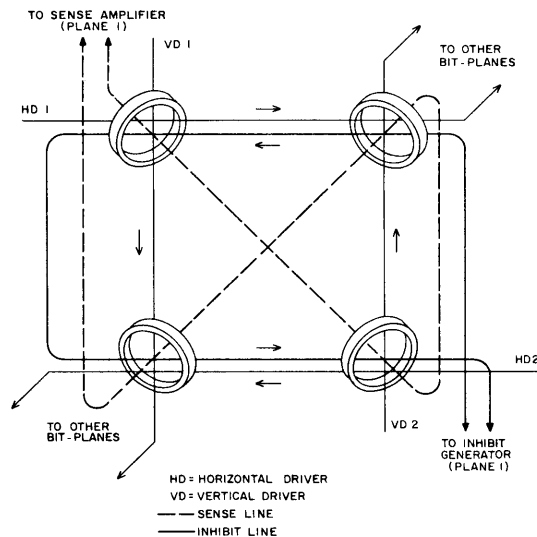 TO SENSE AMPLIFIER
(PLANE 1)
VD 1
TO OTHER
BIT-PLANES
HD 1
HD2
TO OTHER
BIT-PLANES
VD 2
TO INHIBIT
GENERATOR
(PLANE 1)
HD = HORIZONTAL DRIVER
VD = VERTICAL DRIVER
SENSE LINE
INHIBIT LINE